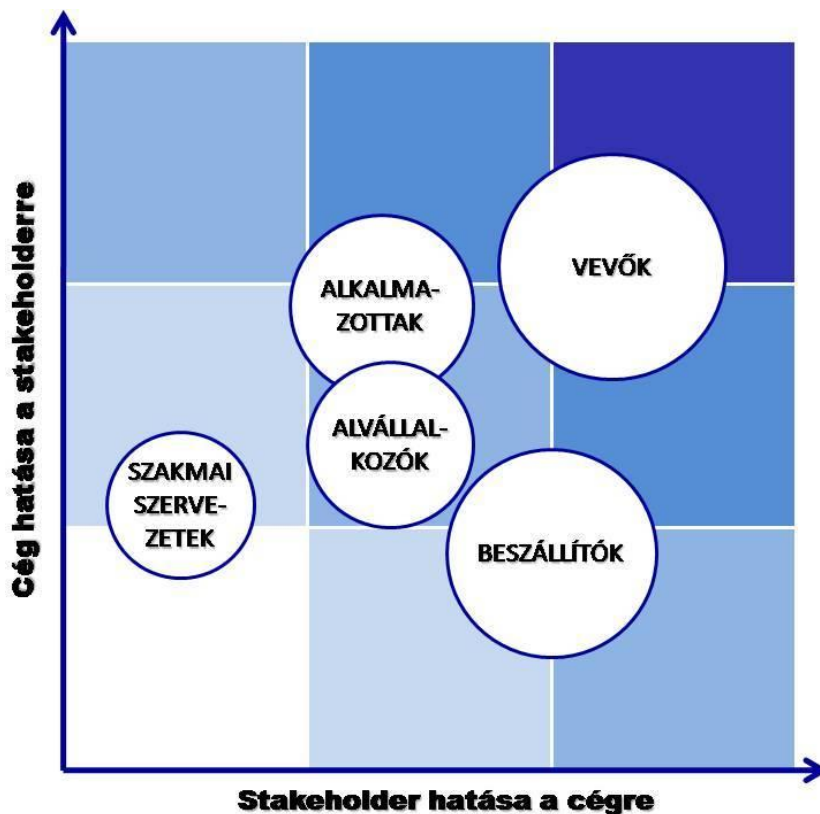 Cég hatása a stakeholderre
VEVŐK
ALKALMA-
ZOTTAK
ALVÁLLAL-
KOZÓK
SZAKMAI
SZERVE-
ZETEK
BESZÁLLÍTÓK
Stakeholder hatása a cégre